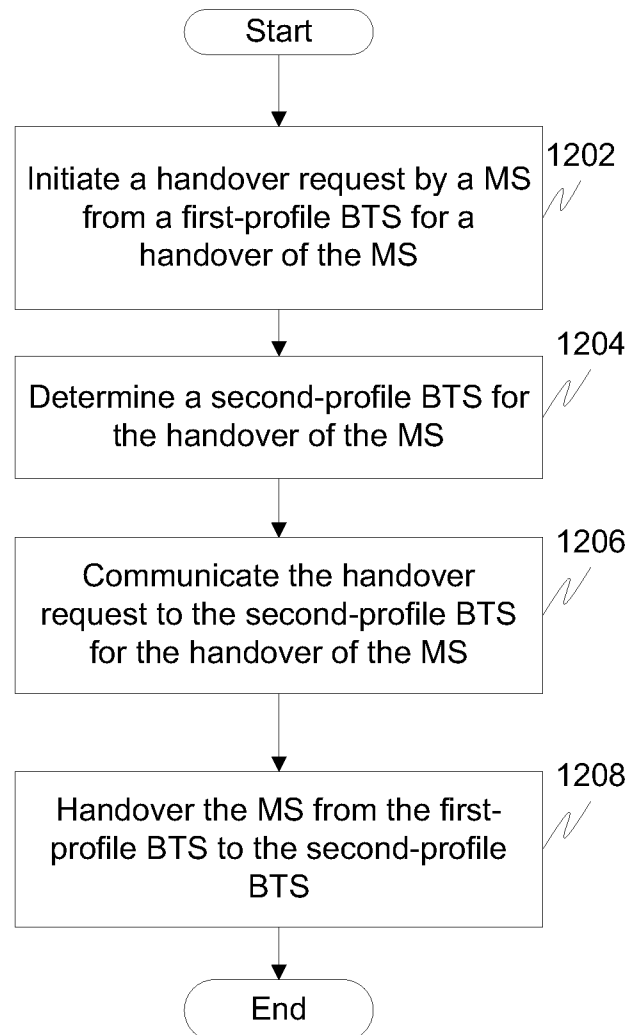 Start
1202
Initiate a handover request by a MS
from a first-profile BTS for a
handover of the MS
1204
Determine a second-profile BTS for
the handover of the MS
1206
Communicate the handover
request to the second-profile BTS
for the handover of the MS
1208
Handover the MS from the first-
profile BTS to the second-profile
BTS
End